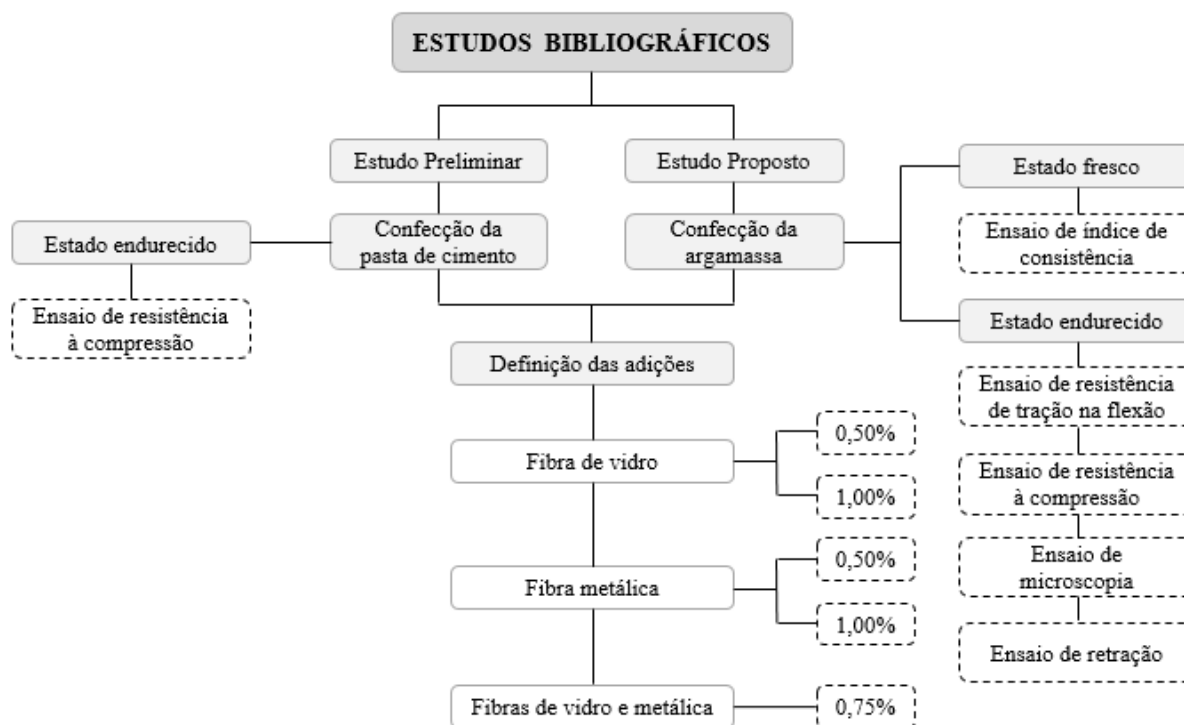 ESTUDOS BIBLIOGRÁFICOS
Estudo Preliminar
Estudo Proposto
Estado fresco
Estado endurecido
Confecção da
pasta de cimento
Confecção da
argamassa
Ensaio de índice de
consistência
Ensaio de resistência
à compressão
Estado endurecido
Definição das adições
Ensaio de resistência
de tração na flexão
Fibra de vidro
0,50%
1,00%
Ensaio de resistência
à compressão
Fibra metálica
0,50%
1,00%
Ensaio de
microscopia
Ensaio de retração
Fibras de vidro e metálica
0,75%